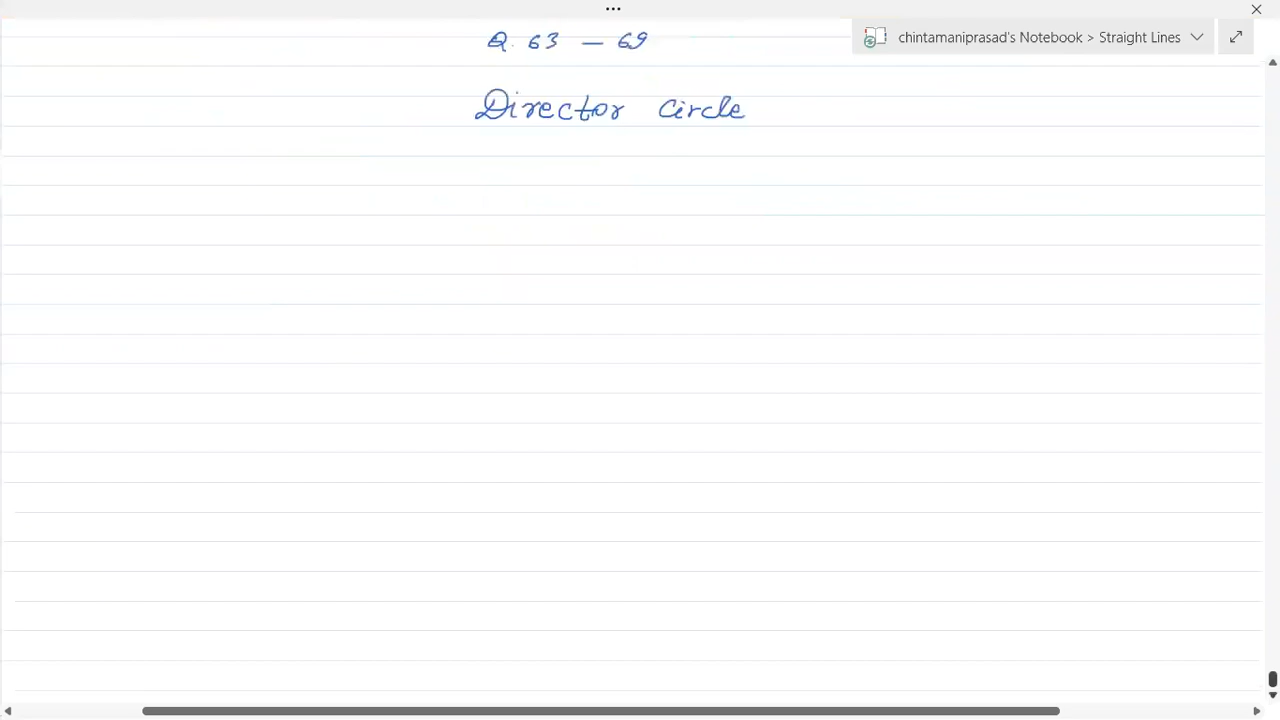 ...
Q. 63 — 69
chintamaniprasad's Notebook > Straight Lines
Director Circle